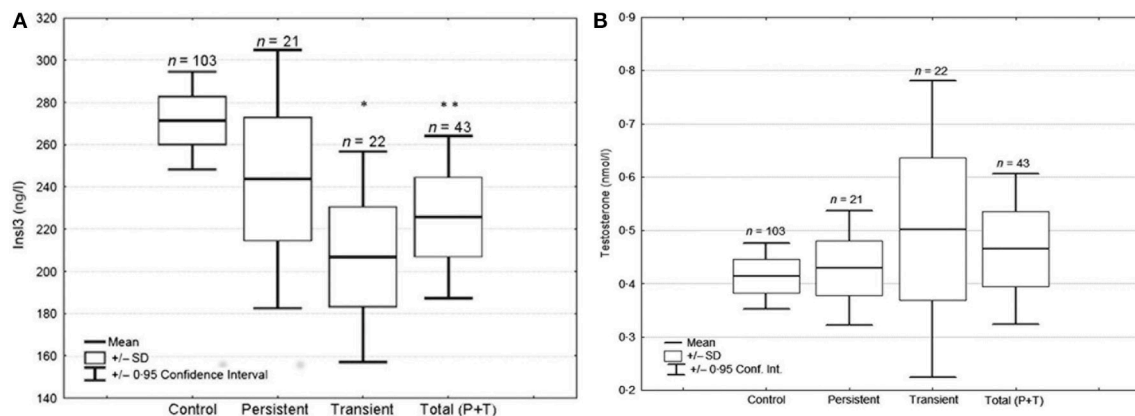 A
320
300
280
260
240
220
200
180
160
140
Insl3 (ng/l)
n = 103
n = 21
*
n = 22
* *
n = 43
Mean
+/− SD
+/− 0·95 Confidence Interval
Control Persistent Transient Total (P+T)
B
0·9
0·8
0·7
0·6
0·5
0·4
0·3
0·2
Testosterone (nmol/l)
n = 103
n = 21
n = 22
n = 43
Mean
+/− SD
+/− 0·95 Conf. Int.
Control Persistent Transient Total (P+T)